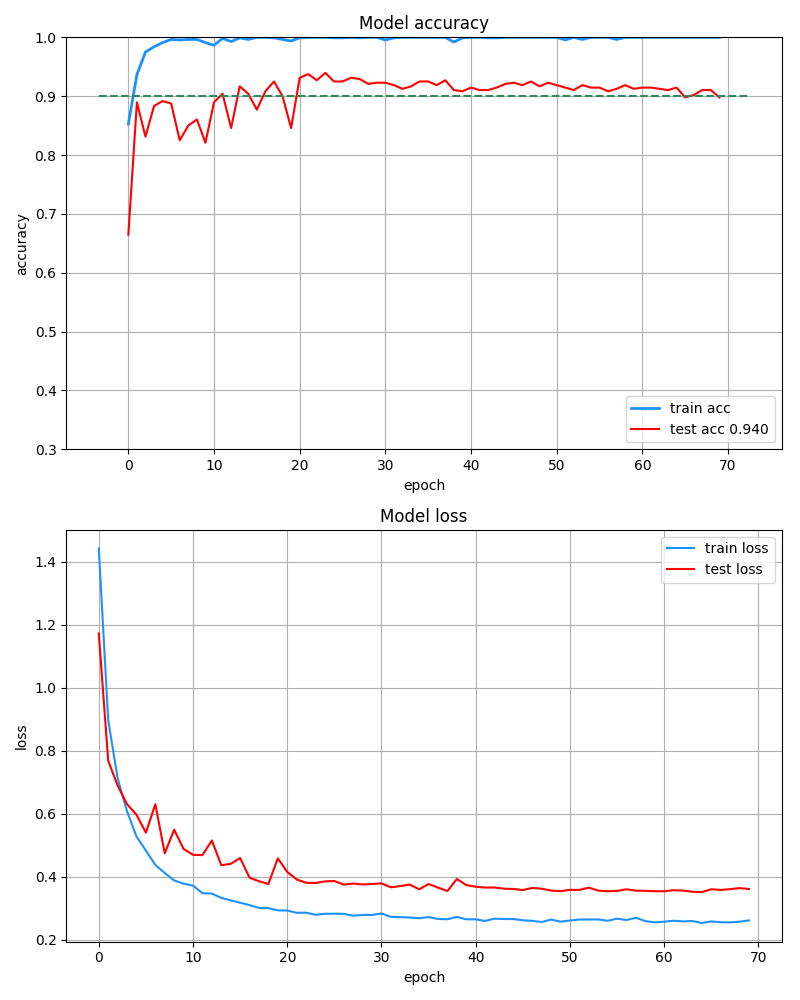 Model accuracy
1.0
0.9
0.8
0.7
0.6
0.5
0.4
0.3
accuracy
train acc
test acc 0.940
0 10 20 30 40 50 60 70
epoch
Model loss
1.4
1.2
1.0
0.8
0.6
0.4
0.2
loss
train loss
test loss
0 10 20 30 40 50 60 70
epoch